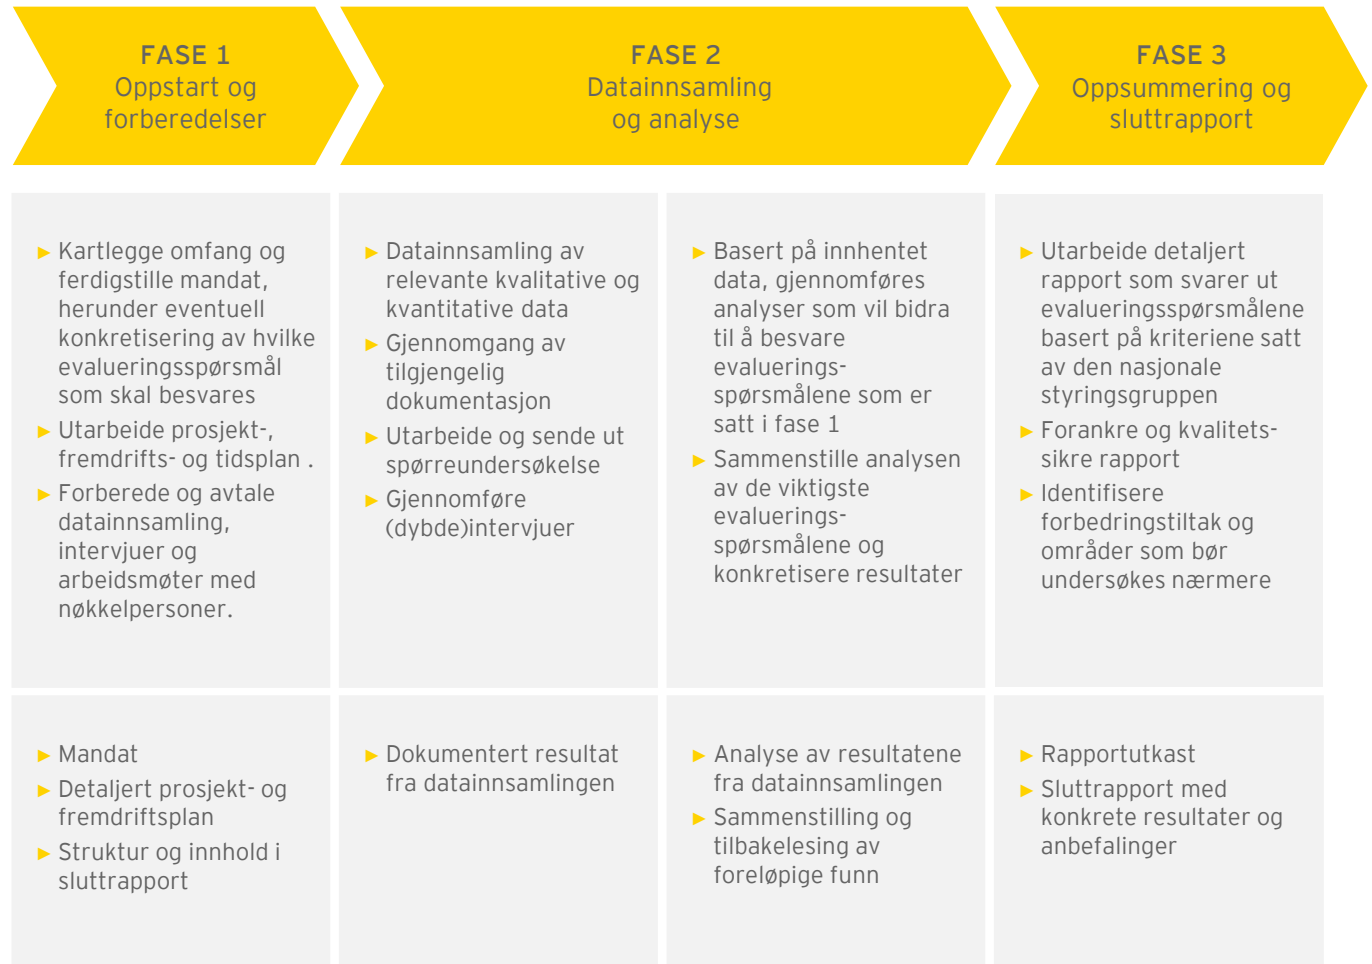 FASE 1
Oppstart og
forberedelser
FASE 2
Datainnsamling
og analyse
FASE 3
Oppsummering og
sluttrapport
► Kartlegge omfang og
ferdigstille mandat,
herunder eventuell
konkretisering av hvilke
evalueringsspørsmål
som skal besvares
► Utarbeide prosjekt-,
fremdrifts- og tidsplan .
► Forberede og avtale
datainnsamling,
intervjuer og
arbeidsmøter med
nøkkelpersoner.
► Datainnsamling av
relevante kvalitative og
kvantitative data
► Gjennomgang av
tilgjengelig
dokumentasjon
► Utarbeide og sende ut
spørreundersøkelse
► Gjennomføre
(dybde)intervjuer
► Basert på innhentet
data, gjennomføres
analyser som vil bidra
til å besvare
evaluerings-
spørsmålene som er
satt i fase 1
► Sammenstille analysen
av de viktigste
evaluerings-
spørsmålene og
konkretisere resultater
► Utarbeide detaljert
rapport som svarer ut
evalueringsspørsmålene
basert på kriteriene satt
av den nasjonale
styringsgruppen
► Forankre og kvalitets-
sikre rapport
► Identifisere
forbedringstiltak og
områder som bør
undersøkes nærmere
► Mandat
► Detaljert prosjekt- og
fremdriftsplan
► Struktur og innhold i
sluttrapport
► Dokumentert resultat
fra datainnsamlingen
► Analyse av resultatene
fra datainnsamlingen
► Sammenstilling og
tilbakelesing av
foreløpige funn
► Rapportutkast
► Sluttrapport med
konkrete resultater og
anbefalinger